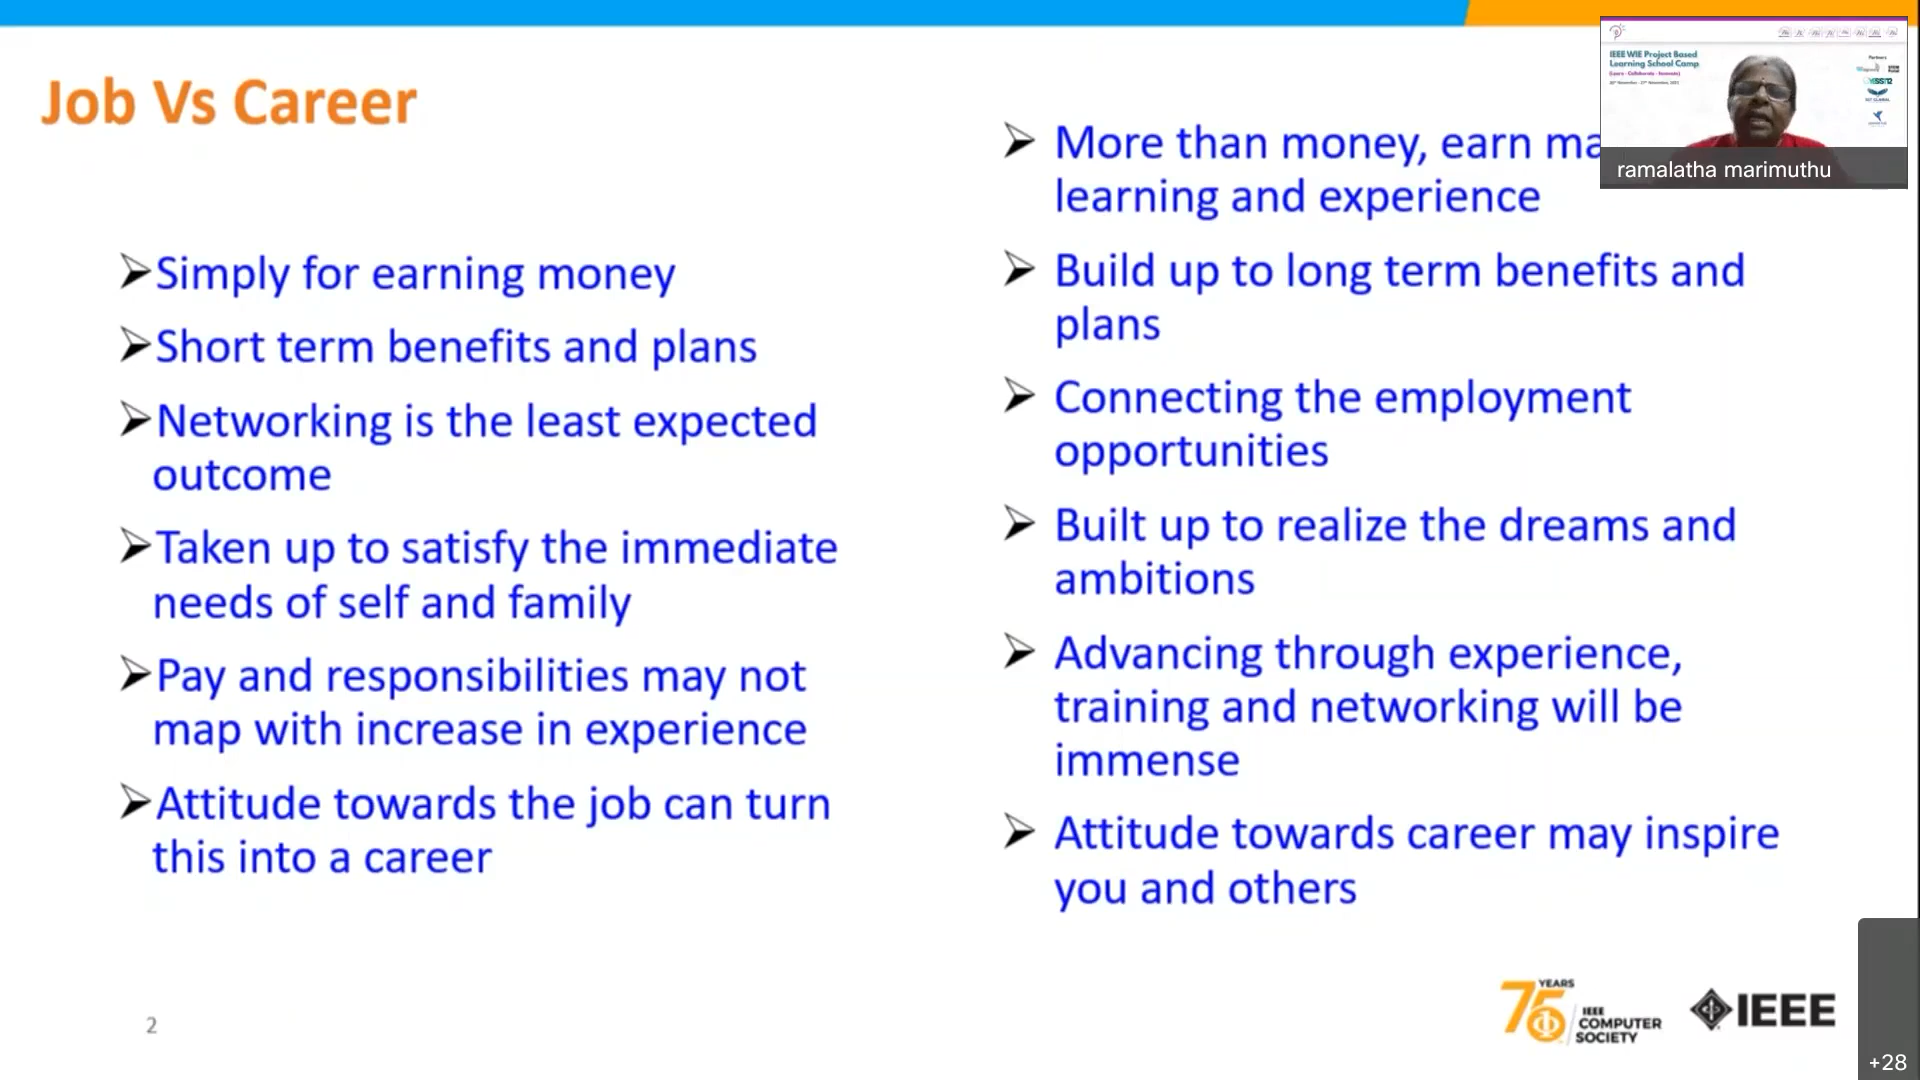 Job Vs Career
➢Simply for earning money
➢Short term benefits and plans
➢Networking is the least expected
outcome
➢Taken up to satisfy the immediate
needs of self and family
➢Pay and responsibilities may not
map with increase in experience
➢Attitude towards the job can turn
this into a career
➢ More than money, earn
learning and experience
➢ Build up to long term benefits and
plans
➢ Connecting the employment
opportunities
➢ Built up to realize the dreams and
ambitions
➢ Advancing through experience,
training and networking will be
immense
➢ Attitude towards career may inspire
you and others
IEEE WIE Project Based
Learning School Camp
Partners
ramalatha marimuthu
2
75 YEARS
IEEE
COMPUTER
SOCIETY
IEEE
+28